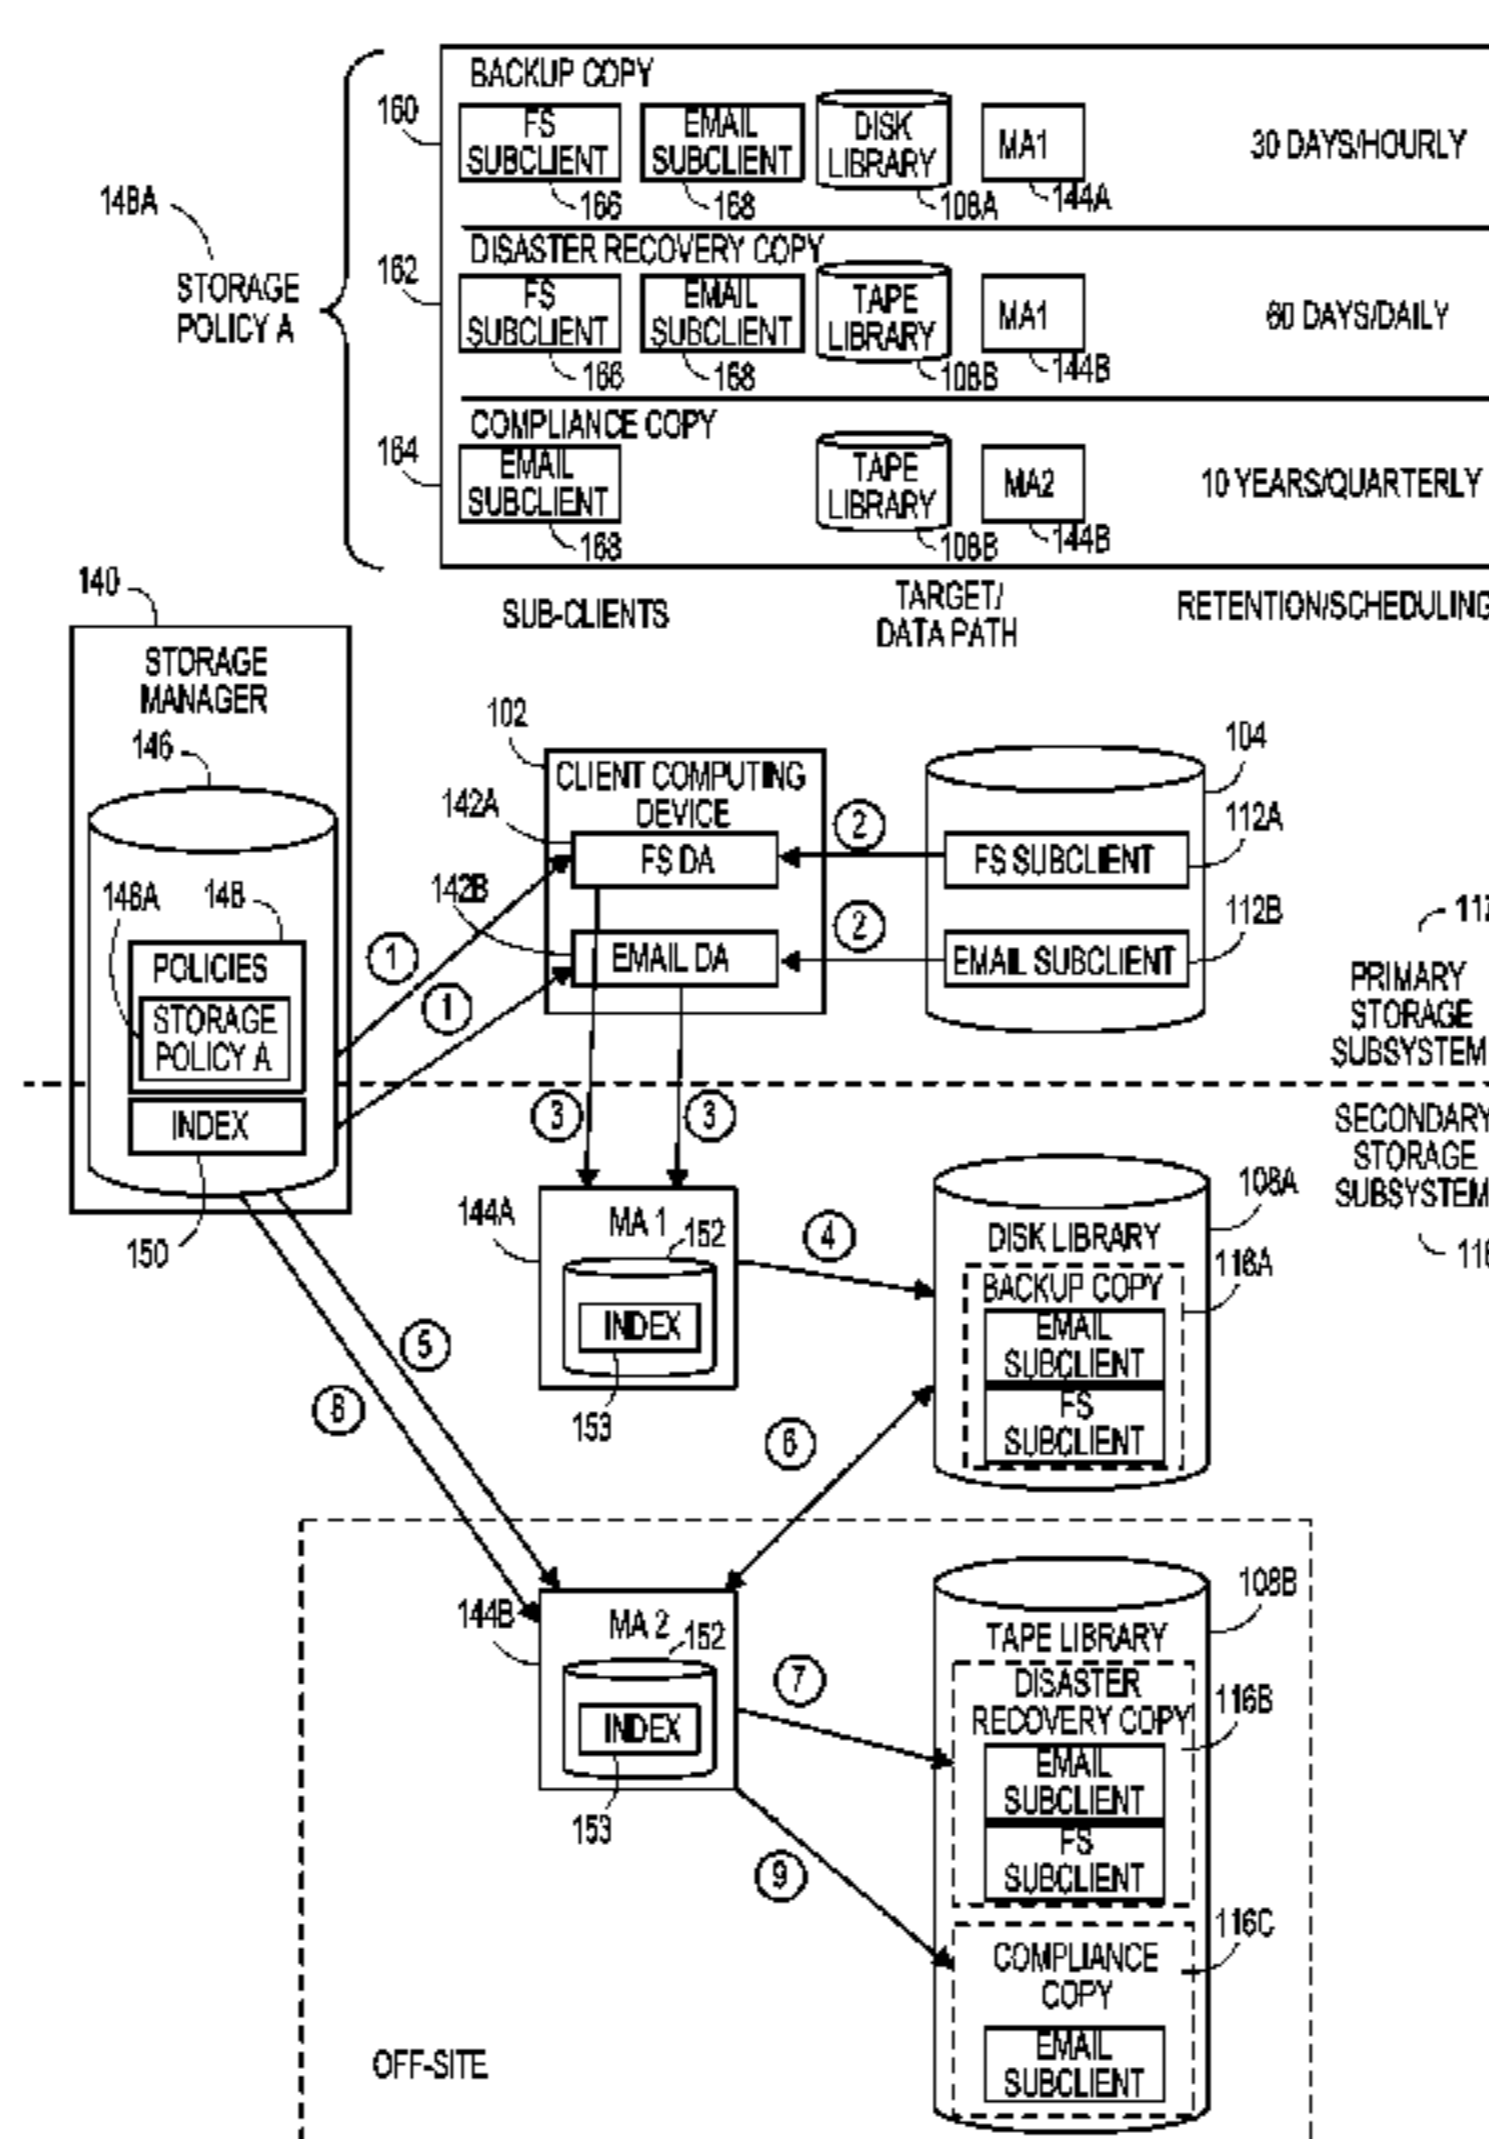 BACKUP COPY
160
FS
SUBCLIENT
166
EMAIL
SUBCLIENT
168
DISK
LIBRARY
108A
MA1
144A
30 DAYS/HOURLY
148A
STORAGE
POLICY A
DISASTER RECOVERY COPY
162
FS
SUBCLIENT
166
EMAIL
SUBCLIENT
168
TAPE
LIBRARY
108B
MA1
144B
60 DAYS/DAILY
COMPLIANCE COPY
164
EMAIL
SUBCLIENT
168
TAPE
LIBRARY
108B
MA2
144B
10 YEARS/QUARTERLY
SUB-CLIENTS
TARGET/
DATA PATH
RETENTION/SCHEDULING
140
STORAGE
MANAGER
146
148A
148
POLICIES
STORAGE
POLICY A
INDEX
150
102
CLIENT COMPUTING
DEVICE
142A
FS DA
142B
EMAIL DA
1
1
2
2
104
112A
FS SUBCLIENT
112B
EMAIL SUBCLIENT
PRIMARY
STORAGE
SUBSYSTEM
SECONDARY
STORAGE
SUBSYSTEM
3
3
144A
MA 1
152
INDEX
153
4
108A
DISK LIBRARY
116A
BACKUP COPY
EMAIL
SUBCLIENT
FS
SUBCLIENT
5
8
6
144B
MA 2
152
INDEX
153
7
9
108B
TAPE LIBRARY
DISASTER
RECOVERY COPY
116B
EMAIL
SUBCLIENT
FS
SUBCLIENT
116C
COMPLIANCE
COPY
EMAIL
SUBCLIENT
OFF-SITE